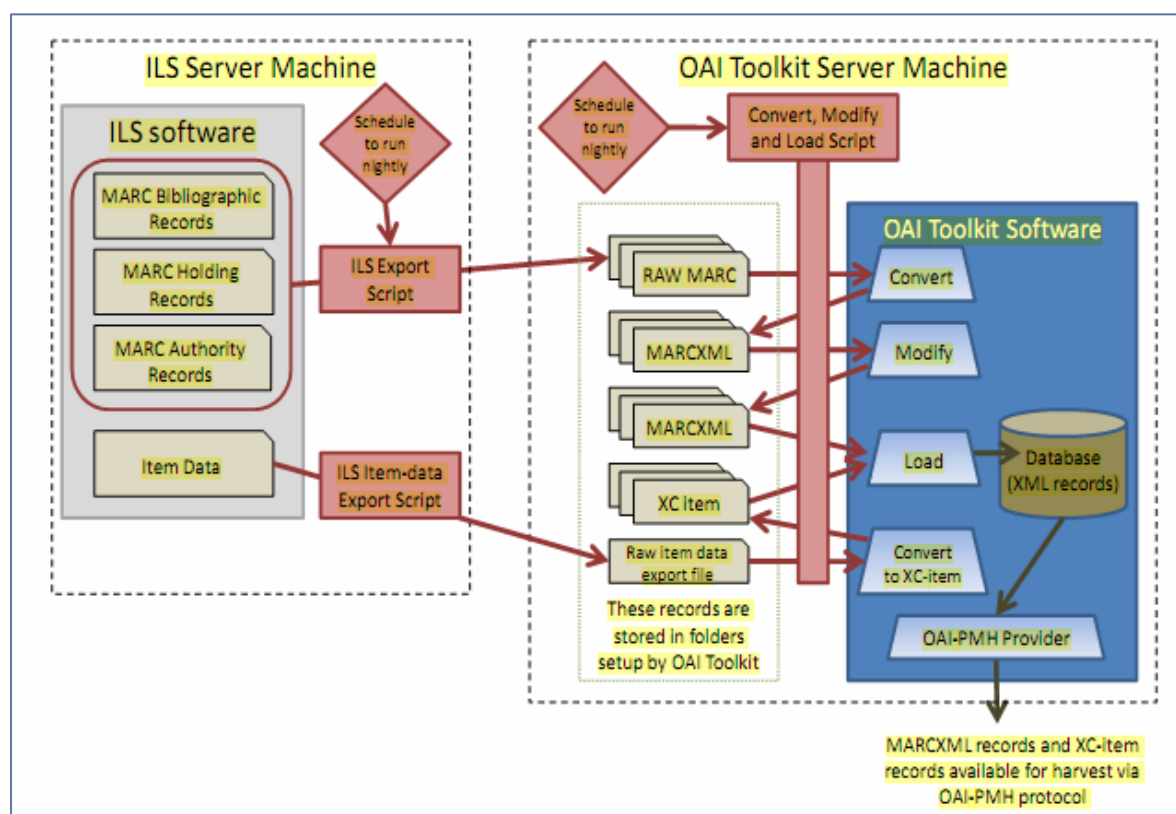 ILS Server Machine
ILS software
MARC Bibliographic
Records
MARC Holding
Records
MARC Authority
Records
Item Data
Schedule
to run
nightly
ILS Export
Script
ILS Item-data
Export Script
OAI Toolkit Server Machine
Schedule
to run
nightly
Convert, Modify
and Load Script
RAW MARC
MARCXML
MARCXML
XC item
Raw item data
export file
These records are
stored in folders
setup by OAI Toolkit
OAI Toolkit Software
Convert
Modify
Load
Database
(XML records)
Convert
to XC-item
OAI-PMH Provider
MARCXML records and XC-item
records available for harvest via
OAI-PMH protocol